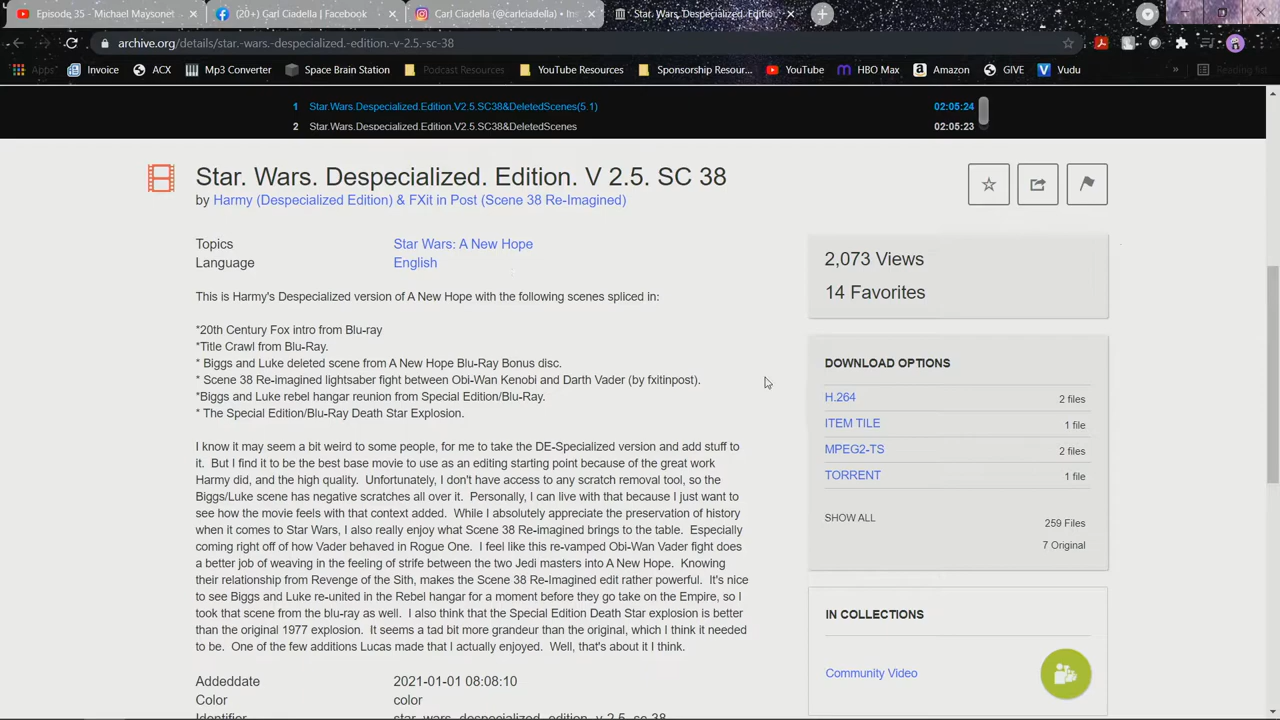 Episode 35 - Michael Maysonet
(20+) Carl Ciadella | Facebook
Carl Ciadella (@carlciadella) • In
Star. Wars. Despecialized. Editio
archive.org/details/star-wars.-despecialized.-edition.-v-2.5.-sc-38
Apps
Invoice
ACX
Mp3 Converter
Space Brain Station
Podcast Resources
YouTube Resources
Sponsorship Resour...
YouTube
HBO Max
Amazon
GIVE
Vudu
»
Reading list
1 Star.Wars.Despecialized.Edition.V2.5.SC38&DeletedScenes(5.1) 02:05:24
2 Star.Wars.Despecialized.Edition.V2.5.SC38&DeletedScenes 02:05:23
Star. Wars. Despecialized. Edition. V 2.5. SC 38
by Harmy (Despecialized Edition) & FXit in Post (Scene 38 Re-Imagined)
Topics Star Wars: A New Hope
Language English
This is Harmy's Despecialized version of A New Hope with the following scenes spliced in:
*20th Century Fox intro from Blu-ray
*Title Crawl from Blu-Ray.
* Biggs and Luke deleted scene from A New Hope Blu-Ray Bonus disc.
* Scene 38 Re-imagined lightsaber fight between Obi-Wan Kenobi and Darth Vader (by fxitinpost).
*Biggs and Luke rebel hangar reunion from Special Edition/Blu-Ray.
* The Special Edition/Blu-Ray Death Star Explosion.
I know it may seem a bit weird to some people, for me to take the DE-Specialized version and add stuff to
it. But I find it to be the best base movie to use as an editing starting point because of the great work
Harmy did, and the high quality. Unfortunately, I don't have access to any scratch removal tool, so the
Biggs/Luke scene has negative scratches all over it. Personally, I can live with that because I just want to
see how the movie feels with that context added. While I absolutely appreciate the preservation of history
when it comes to Star Wars, I also really enjoy what Scene 38 Re-imagined brings to the table. Especially
coming right off of how Vader behaved in Rogue One. I feel like this re-vamped Obi-Wan Vader fight does
a better job of weaving in the feeling of strife between the two Jedi masters into A New Hope. Knowing
their relationship from Revenge of the Sith, makes the Scene 38 Re-Imagined edit rather powerful. It's nice
to see Biggs and Luke re-united in the Rebel hangar for a moment before they go take on the Empire, so I
took that scene from the blu-ray as well. I also think that the Special Edition Death Star explosion is better
than the original 1977 explosion. It seems a tad bit more grandeur than the original, which I think it needed
to be. One of the few additions Lucas made that I actually enjoyed. Well, that's about it I think.
Addeddate 2021-01-01 08:08:10
Color color
Identifier star._wars._despecialized._edition._v_2.5._sc_38
2,073 Views
14 Favorites
DOWNLOAD OPTIONS
H.264 2 files
ITEM TILE 1 file
MPEG2-TS 2 files
TORRENT 1 file
SHOW ALL 259 Files
7 Original
IN COLLECTIONS
Community Video